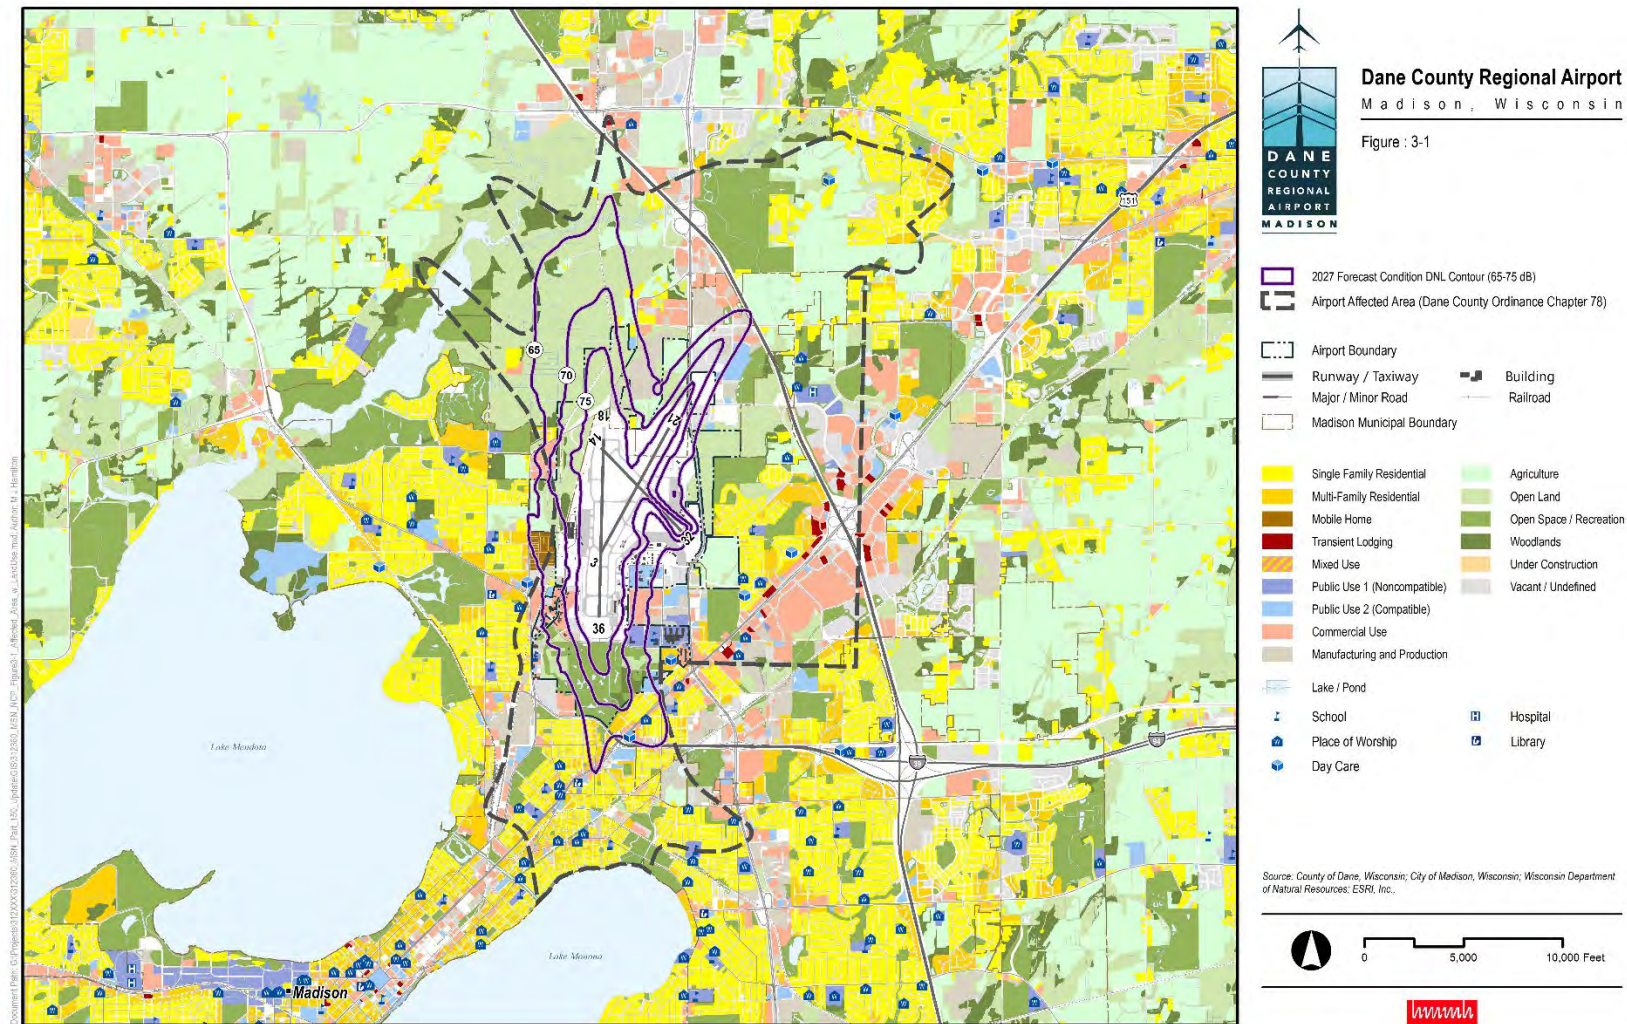 Dane County Regional Airport
Madison, Wisconsin
Figure : 3-1
DANE
COUNTY
REGIONAL
AIRPORT
MADISON
2027 Forecast Condition DNL Contour (65-75 dB)
Airport Affected Area (Dane County Ordinance Chapter 78)
Airport Boundary
Runway / Taxiway
Building
Major / Minor Road
Railroad
Madison Municipal Boundary
Single Family Residential
Agriculture
Multi-Family Residential
Open Land
Mobile Home
Open Space / Recreation
Transient Lodging
Woodlands
Mixed Use
Under Construction
Public Use 1 (Noncompatible)
Vacant / Undefined
Public Use 2 (Compatible)
Commercial Use
Manufacturing and Production
Lake / Pond
School
Hospital
Place of Worship
Library
Day Care
Source: County of Dane, Wisconsin; City of Madison, Wisconsin; Wisconsin Department
of Natural Resources; ESRI, Inc.,
0 5,000 10,000 Feet
hmmh
151
65
70
75
18
14
21
32
3
36
Lake Mendota
Lake Monona
Madison